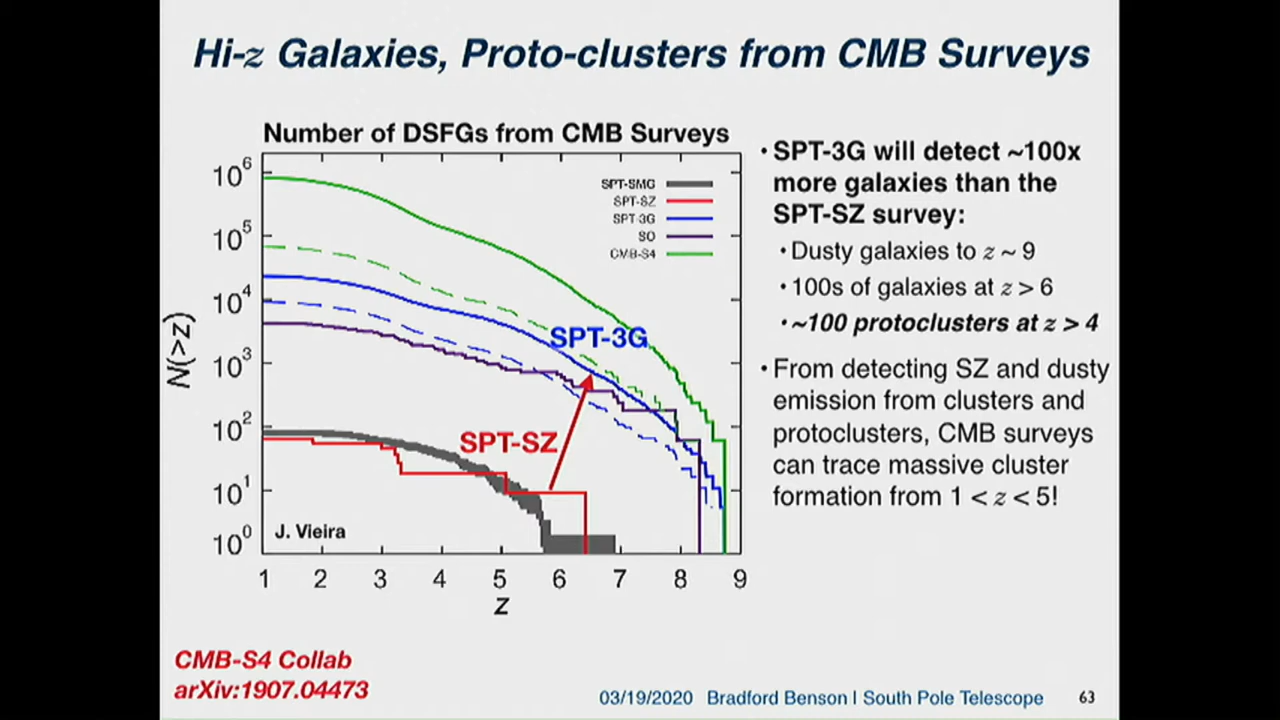 Hi-z Galaxies, Proto-clusters from CMB Surveys
Number of DSFGs from CMB Surveys
SPT-SMG
SPT-SZ
SPT-3G
SO
CMB-S4
10^6
10^5
10^4
10^3
10^2
10^1
10^0
N(>z)
SPT-3G
SPT-SZ
J. Vieira
1 2 3 4 5 6 7 8 9
z
• SPT-3G will detect ~100x
more galaxies than the
SPT-SZ survey:
• Dusty galaxies to z ~ 9
• 100s of galaxies at z > 6
• ~100 protoclusters at z > 4
• From detecting SZ and dusty
emission from clusters and
protoclusters, CMB surveys
can trace massive cluster
formation from 1 < z < 5!
CMB-S4 Collab
arXiv:1907.04473
03/19/2020 Bradford Benson | South Pole Telescope 63